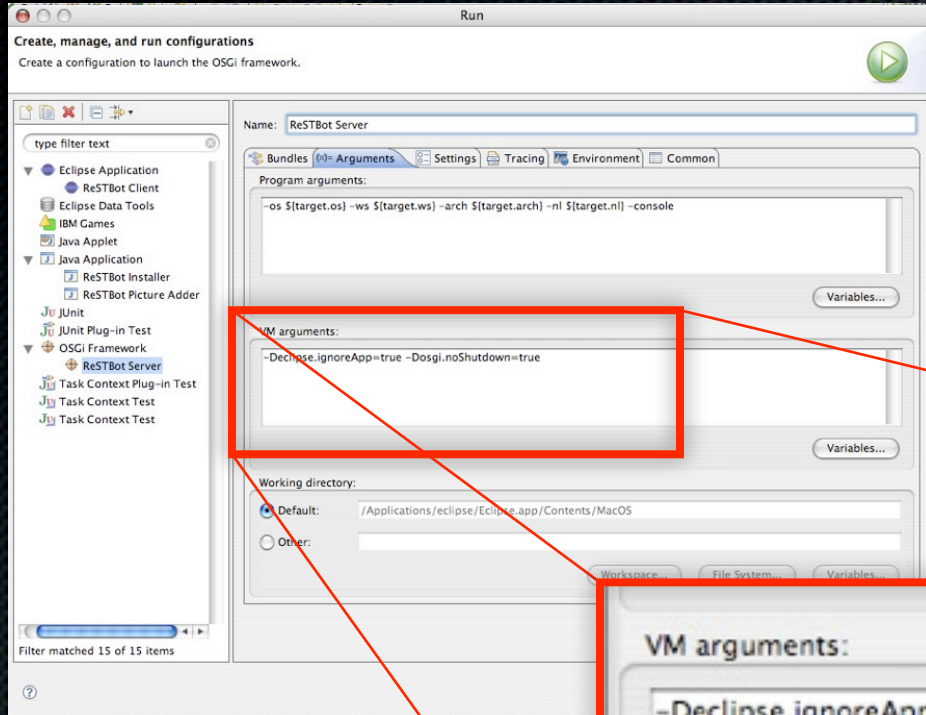 Run
Create, manage, and run configurations
Create a configuration to launch the OSGi framework.
type filter text
Eclipse Application
ReSTBot Client
Eclipse Data Tools
IBM Games
Java Applet
Java Application
ReSTBot Installer
ReSTBot Picture Adder
JUnit
JUnit Plug-in Test
OSGi Framework
ReSTBot Server
Task Context Plug-in Test
Task Context Test
Task Context Test
Filter matched 15 of 15 items
Name: ReSTBot Server
Bundles (x)= Arguments Settings Tracing Environment Common
Program arguments:
-os ${target.os} -ws ${target.ws} -arch ${target.arch} -nl ${target.nl} -console
Variables...
VM arguments:
-Declipse.ignoreApp=true -Dosgi.noShutdown=true
Variables...
Working directory:
Default: /Applications/eclipse/Eclipse.app/Contents/MacOS
Other:
Workspace... File System... Variables...
VM arguments:
-Declipse.ignoreApp